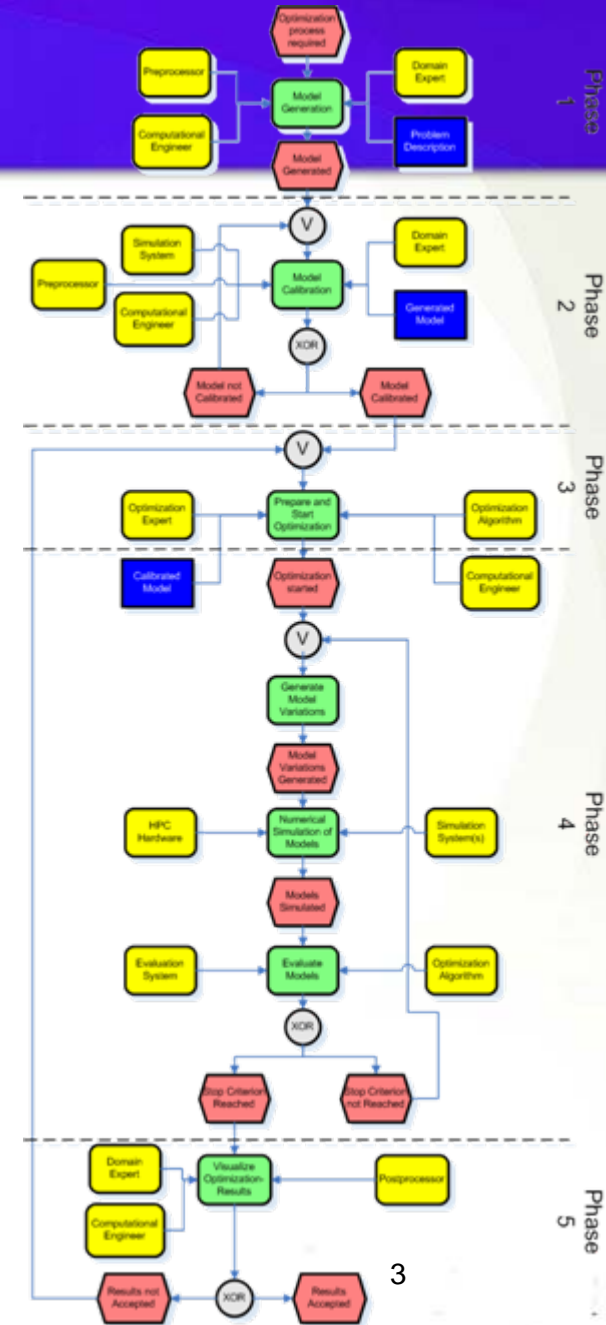 Phase
1
Optimization
process
required
Preprocessor
Domain
Expert
Model
Generation
Computational
Engineer
Problem
Description
Model
Generated
Phase
2
V
Simulation
System
Domain
Expert
Preprocessor
Model
Calibration
Computational
Engineer
Generated
Model
XOR
Model not
Calibrated
Model
Calibrated
Phase
3
V
Optimization
Expert
Prepare and
Start
Optimization
Optimization
Algorithm
Calibrated
Model
Optimization
started
Computational
Engineer
Phase
4
V
Generate
Model
Variations
Model
Variations
Generated
HPC
Hardware
Numerical
Simulation of
Models
Simulation
System(s)
Models
Simulated
Evaluation
System
Evaluate
Models
Optimization
Algorithm
XOR
Stop Criterion
Reached
Stop Criterion
not Reached
Phase
5
Domain
Expert
Visualize
Optimization-
Results
Postprocessor
Computational
Engineer
Results not
Accepted
XOR
Results
Accepted
3